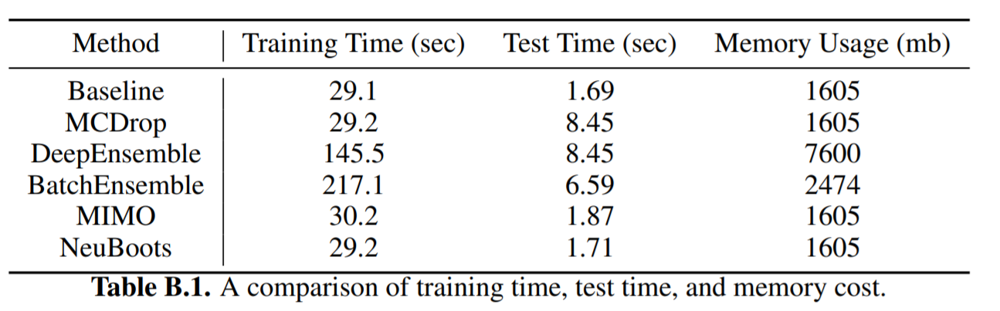 Method Training Time (sec) Test Time (sec) Memory Usage (mb)
Baseline 29.1 1.69 1605
MCDrop 29.2 8.45 1605
DeepEnsemble 145.5 8.45 7600
BatchEnsemble 217.1 6.59 2474
MIMO 30.2 1.87 1605
NeuBoots 29.2 1.71 1605
Table B.1. A comparison of training time, test time, and memory cost.